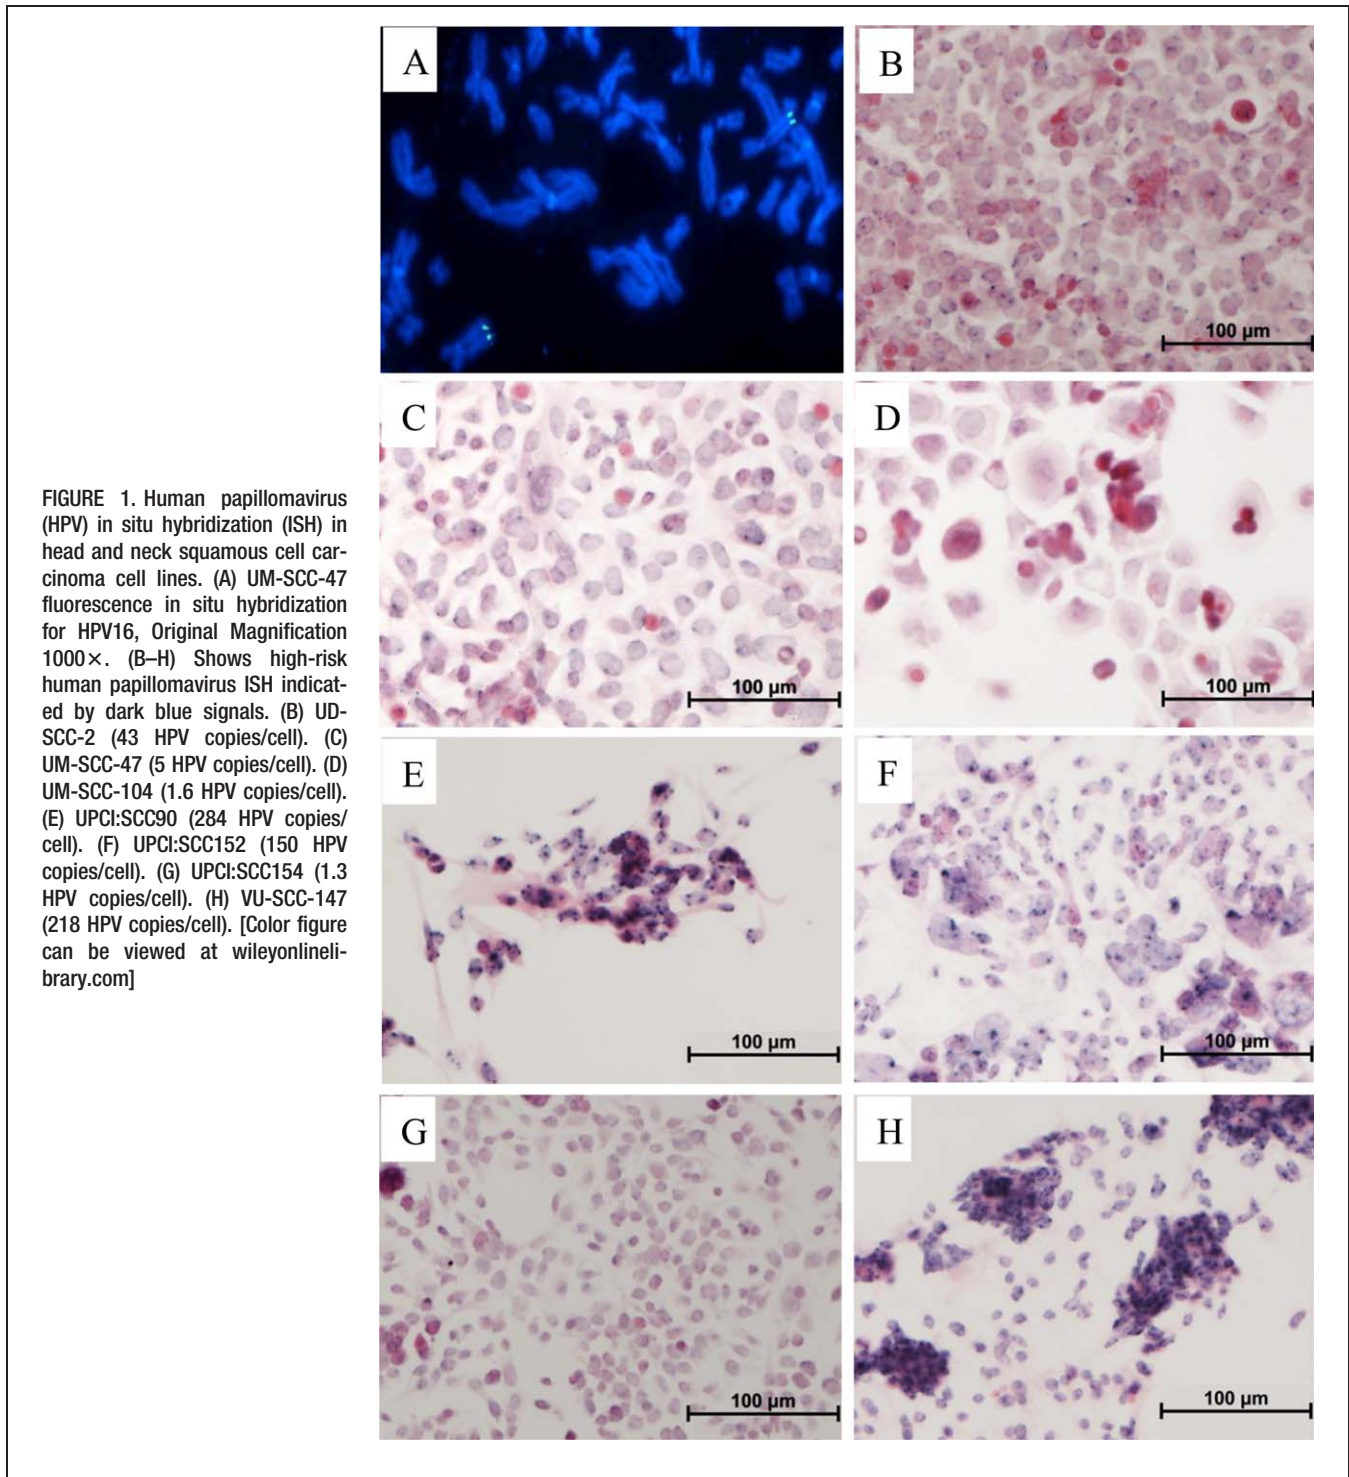 FIGURE 1. Human papillomavirus
(HPV) in situ hybridization (ISH) in
head and neck squamous cell car-
cinoma cell lines. (A) UM-SCC-47
fluorescence in situ hybridization
for HPV16, Original Magnification
1000×. (B–H) Shows high-risk
human papillomavirus ISH indicat-
ed by dark blue signals. (B) UD-
SCC-2 (43 HPV copies/cell). (C)
UM-SCC-47 (5 HPV copies/cell). (D)
UM-SCC-104 (1.6 HPV copies/cell).
(E) UPCI:SCC90 (284 HPV copies/
cell). (F) UPCI:SCC152 (150 HPV
copies/cell). (G) UPCI:SCC154 (1.3
HPV copies/cell). (H) VU-SCC-147
(218 HPV copies/cell). [Color figure
can be viewed at wileyonlineli-
brary.com]
A
B
100 µm
C
100 µm
D
100 µm
E
100 µm
F
100 µm
G
100 µm
H
100 µm